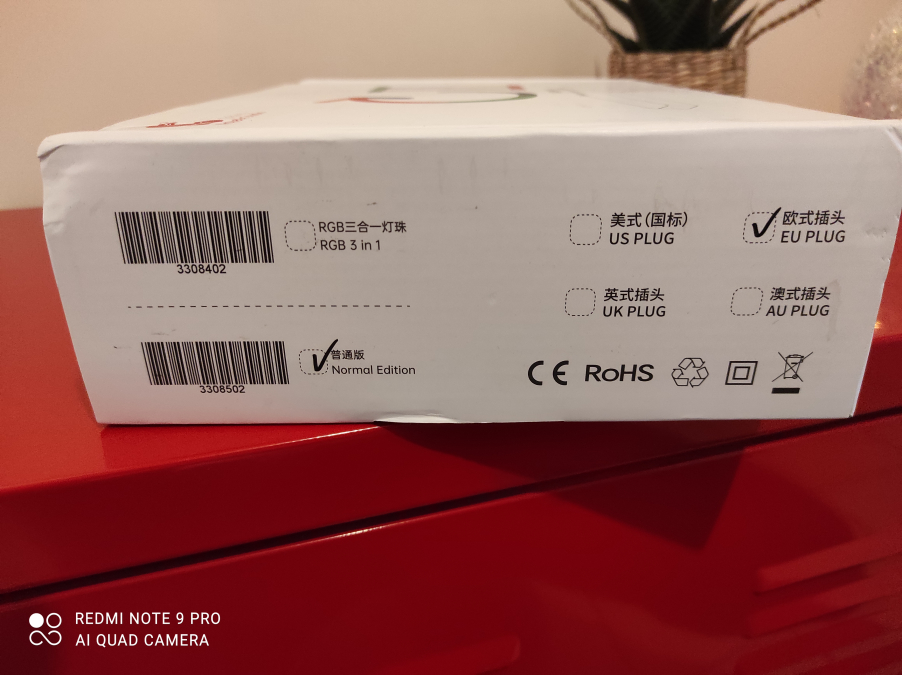 3308402
RGB三合一灯珠
RGB 3 in 1
3308502
普通版
Normal Edition
美式(国标)
US PLUG
欧式插头
EU PLUG
英式插头
UK PLUG
澳式插头
AU PLUG
CE RoHS
REDMI NOTE 9 PRO
AI QUAD CAMERA